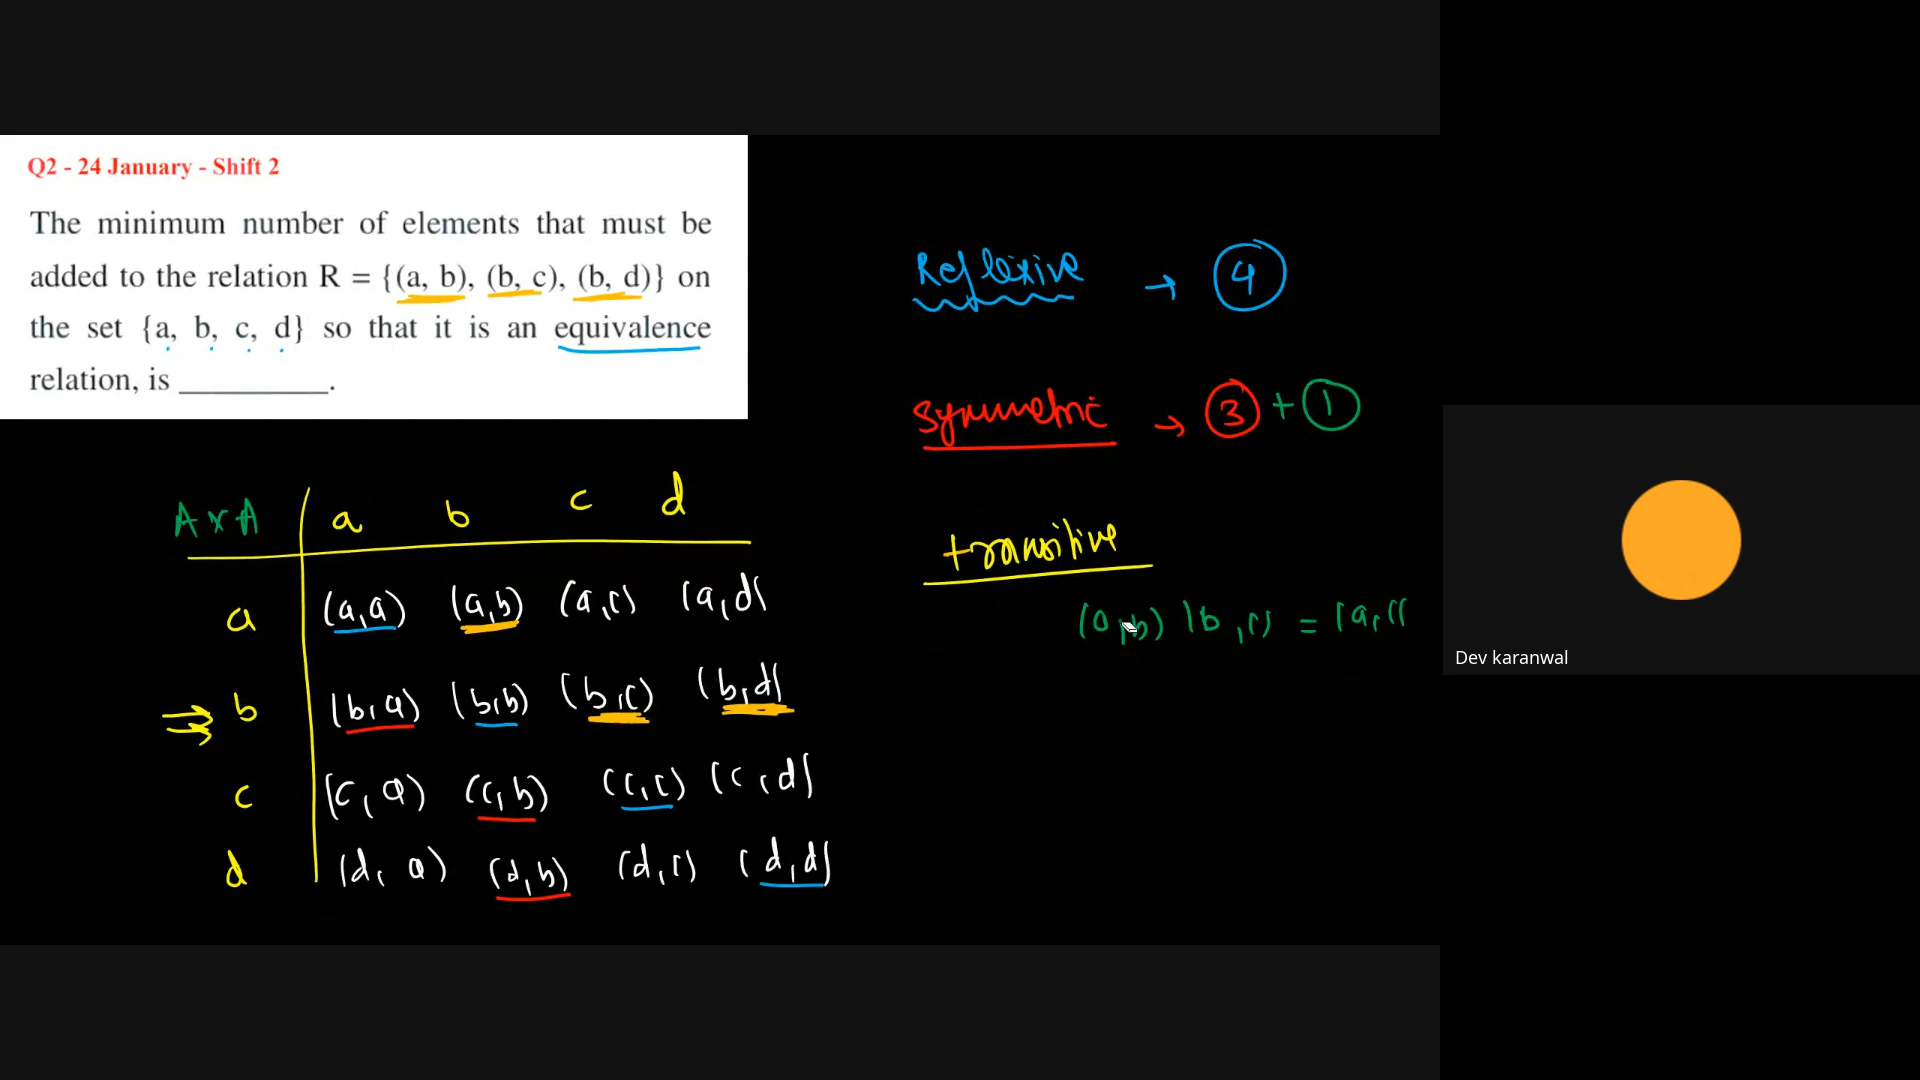 Q2 - 24 January - Shift 2
The minimum number of elements that must be
added to the relation R = {(a, b), (b, c), (b, d)} on
the set {a, b, c, d} so that it is an equivalence
relation, is __________.
Reflexive → 4
Symmetric → 3 + 1
transitive
(a,b) (b,c) = (a,c)
A x A a b c d
a (a,a) (a,b) (a,c) (a,d)
b (b,a) (b,b) (b,c) (b,d)
c (c,a) (c,b) (c,c) (c,d)
d (d,a) (d,b) (d,c) (d,d)
Dev karanwal